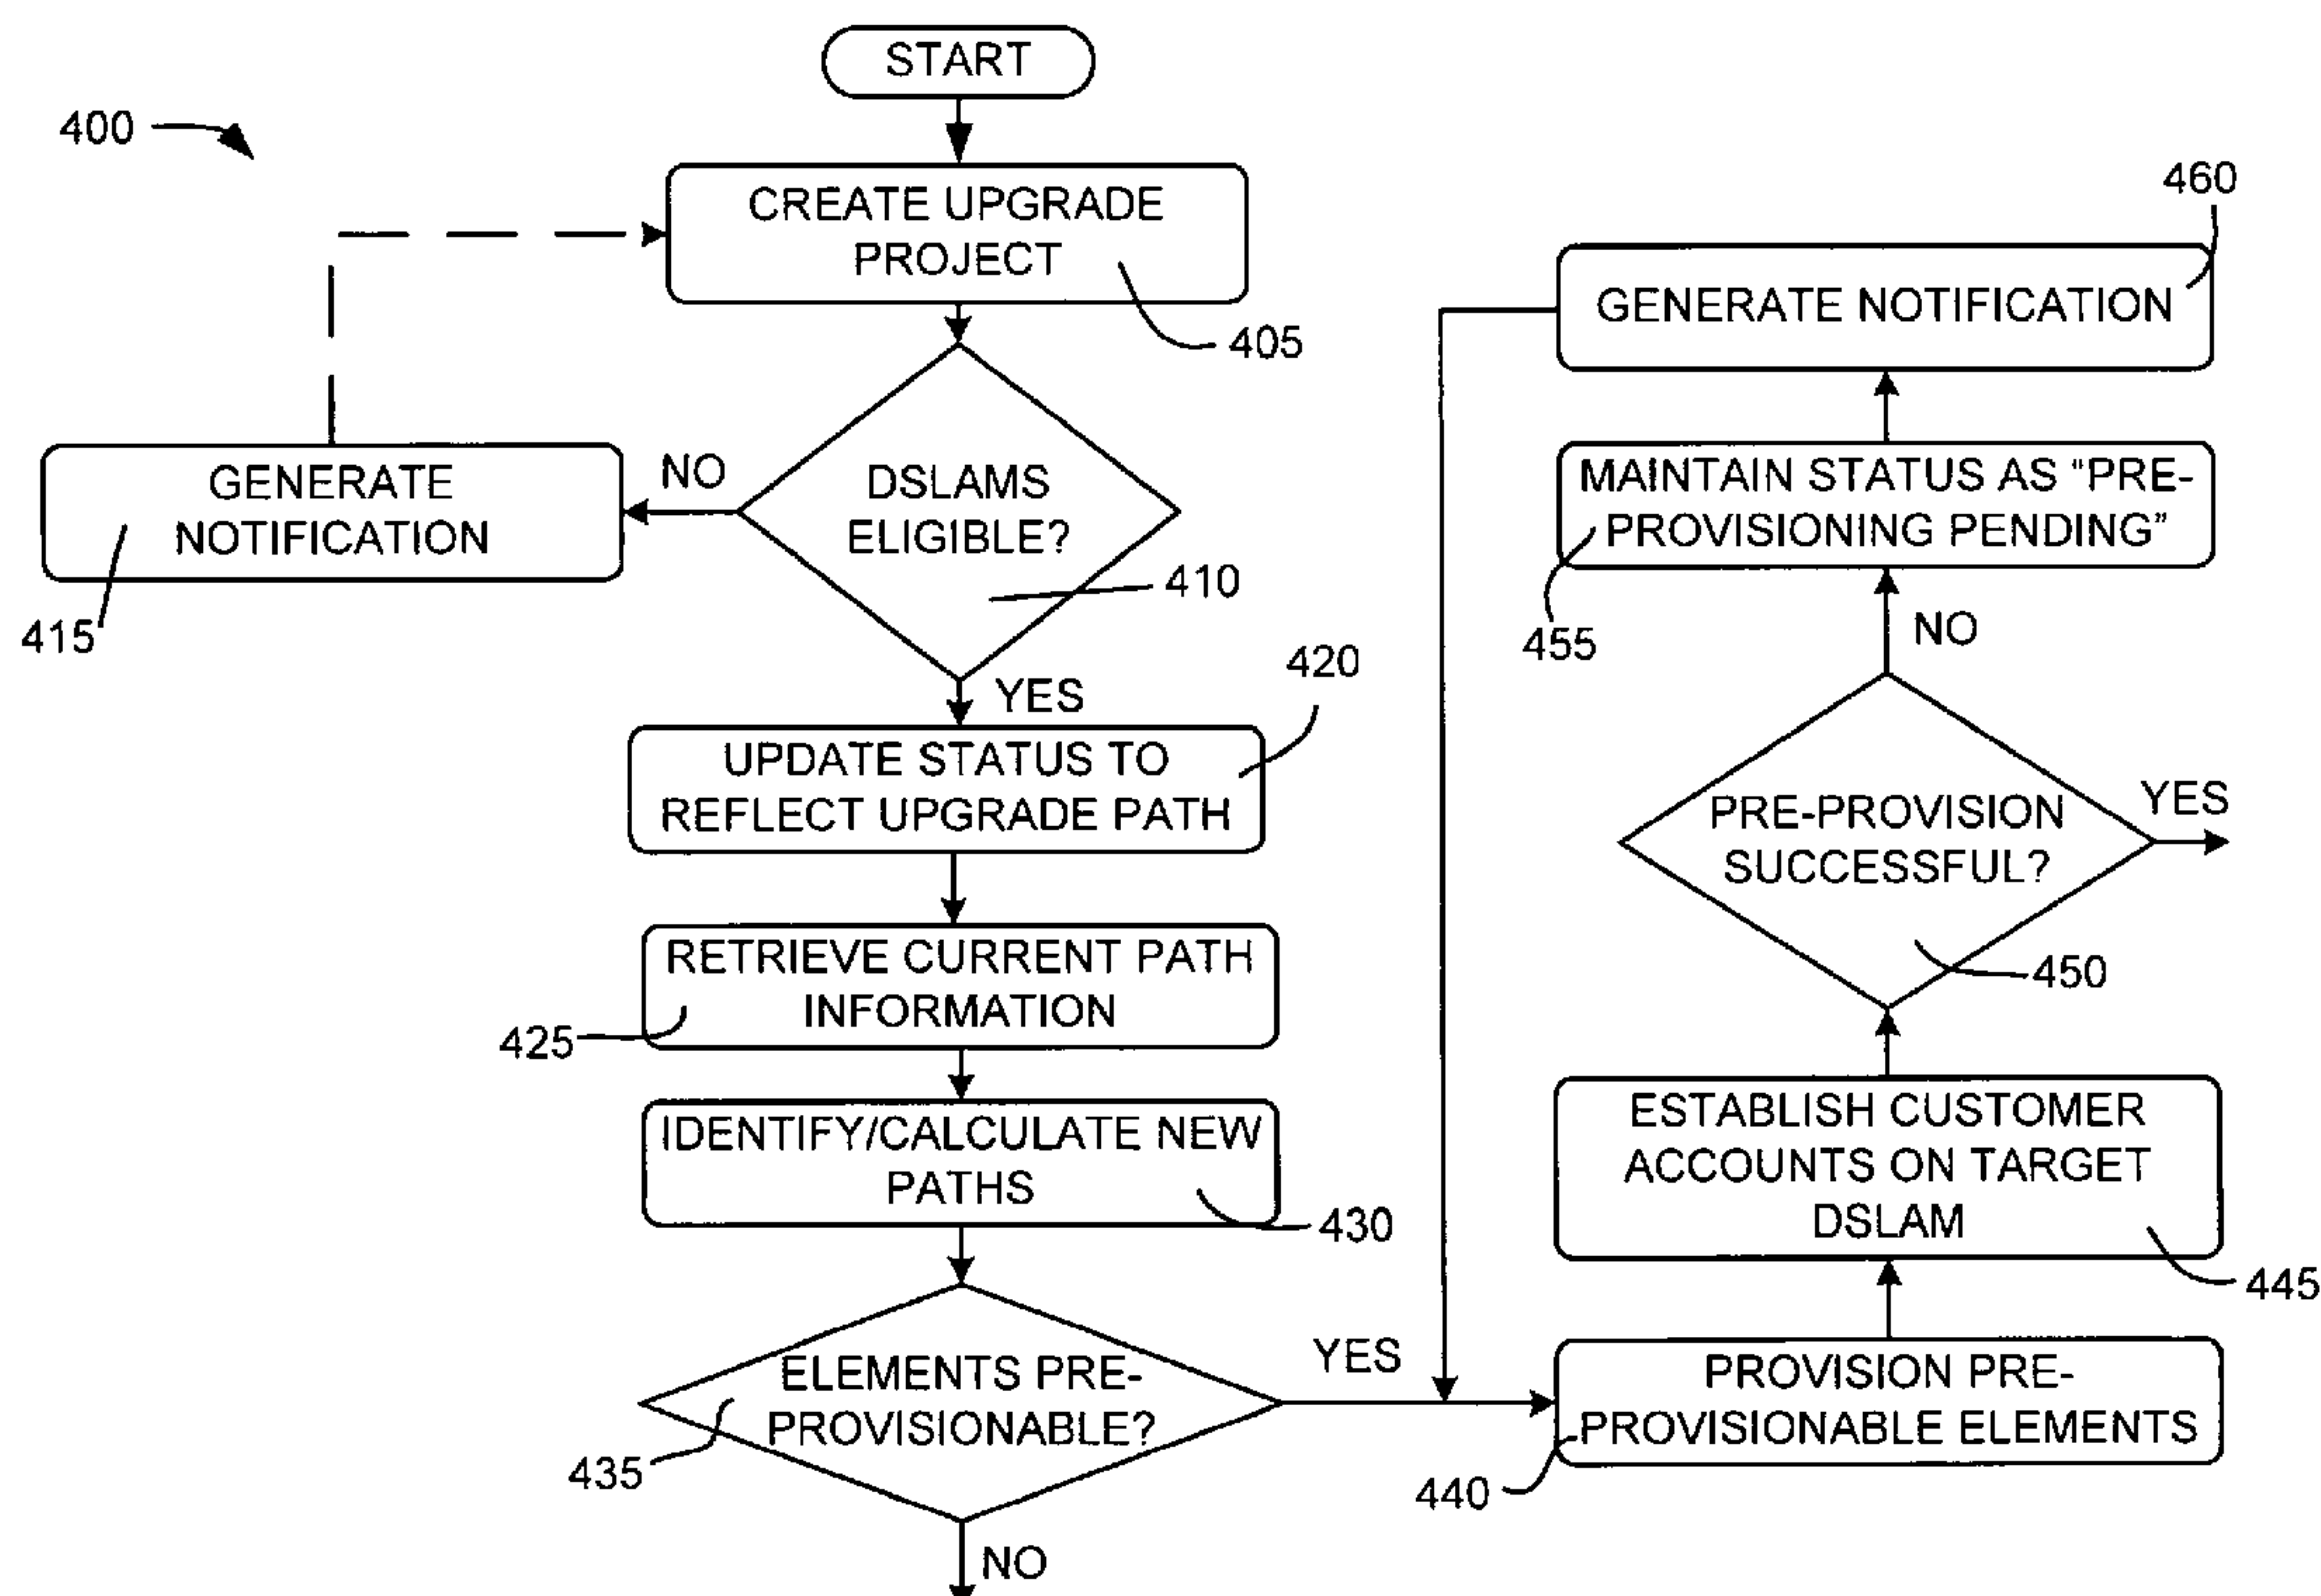 START
400
CREATE UPGRADE
PROJECT
405
DSLAMS
ELIGIBLE?
410
NO
GENERATE
NOTIFICATION
415
YES
UPDATE STATUS TO
REFLECT UPGRADE PATH
420
RETRIEVE CURRENT PATH
INFORMATION
425
IDENTIFY/CALCULATE NEW
PATHS
430
ELEMENTS PRE-
PROVISIONABLE?
435
NO
YES
PROVISION PRE-
PROVISIONABLE ELEMENTS
440
ESTABLISH CUSTOMER
ACCOUNTS ON TARGET
DSLAM
445
PRE-PROVISION
SUCCESSFUL?
450
YES
NO
MAINTAIN STATUS AS "PRE-
PROVISIONING PENDING"
455
GENERATE NOTIFICATION
460